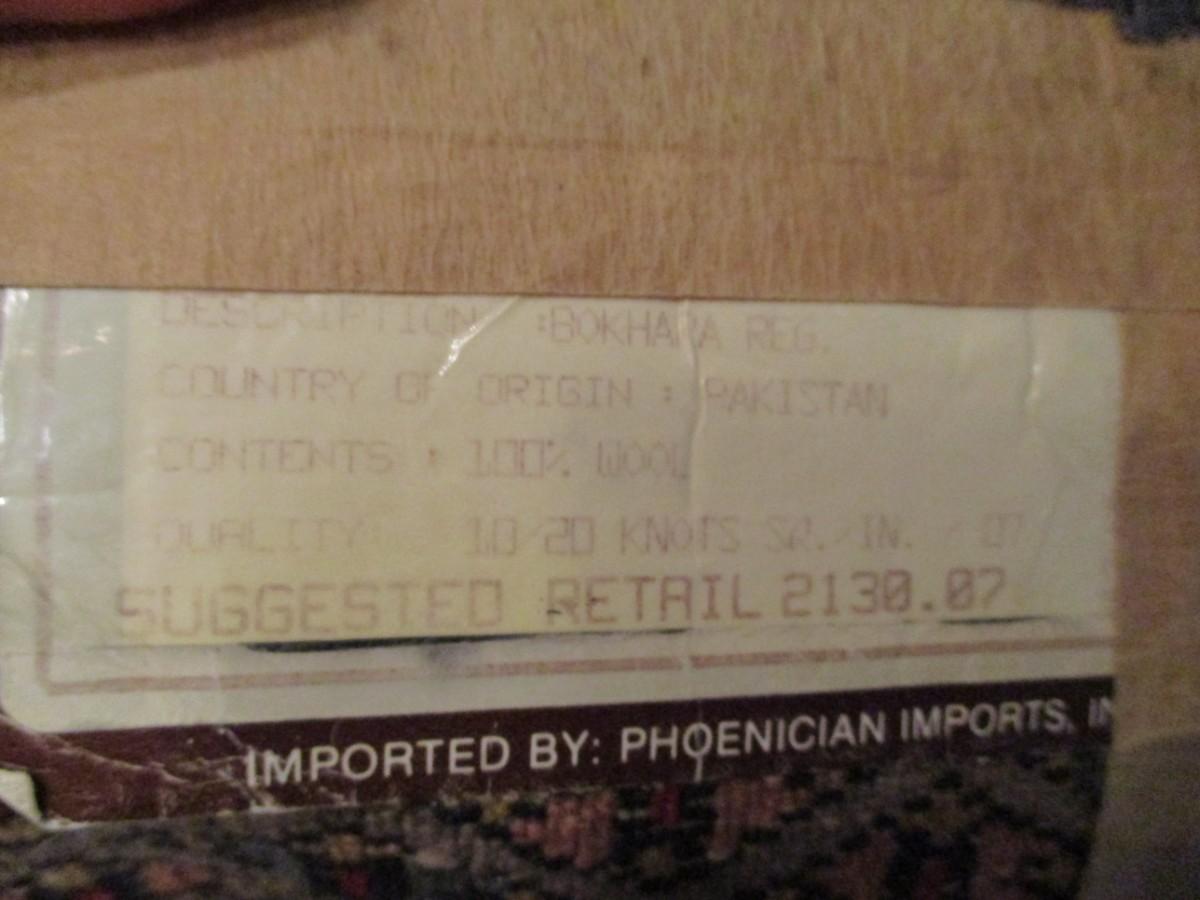 DESCRIPTION :BOKHARA REG.
COUNTRY OF ORIGIN : PAKISTAN
CONTENTS : 100% WOOL
QUALITY 10/20 KNOTS SQ./IN.
SUGGESTED RETAIL 2130.07
IMPORTED BY: PHOENICIAN IMPORTS, IN